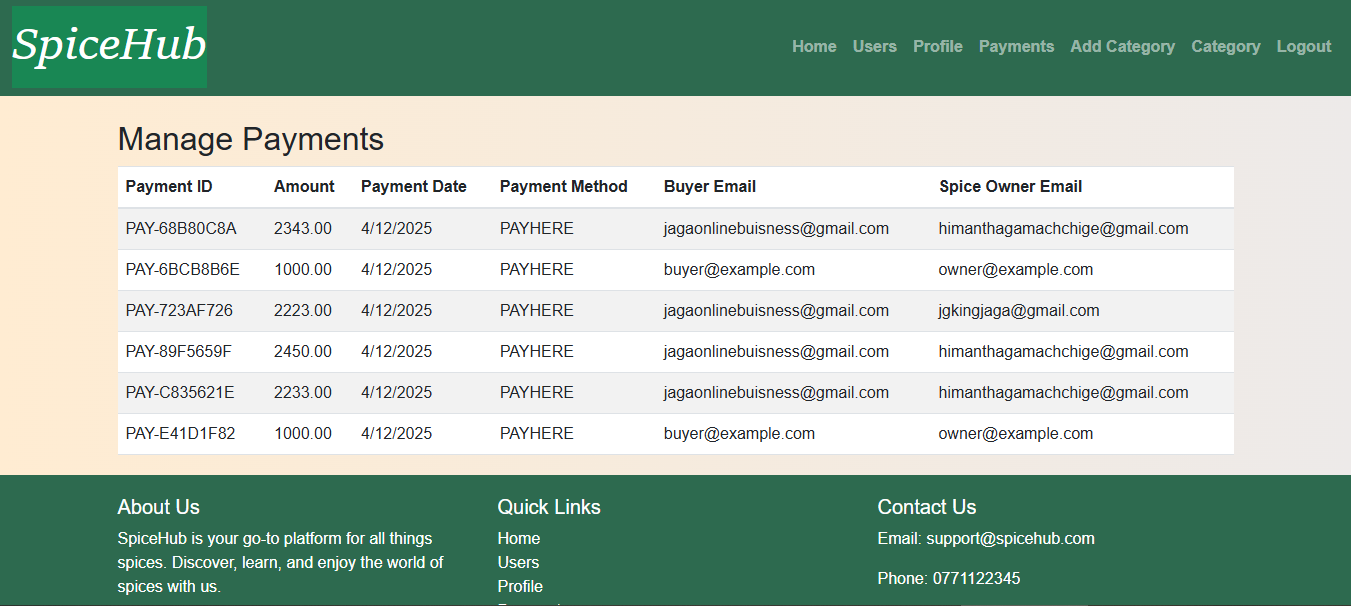 SpiceHub
Home Users Profile Payments Add Category Category Logout
Manage Payments
Payment ID Amount Payment Date Payment Method Buyer Email Spice Owner Email
PAY-68B80C8A 2343.00 4/12/2025 PAYHERE jagaonlinebuisness@gmail.com himanthagamachchige@gmail.com
PAY-6BCB8B6E 1000.00 4/12/2025 PAYHERE buyer@example.com owner@example.com
PAY-723AF726 2223.00 4/12/2025 PAYHERE jagaonlinebuisness@gmail.com jgkingjaga@gmail.com
PAY-89F5659F 2450.00 4/12/2025 PAYHERE jagaonlinebuisness@gmail.com himanthagamachchige@gmail.com
PAY-C835621E 2233.00 4/12/2025 PAYHERE jagaonlinebuisness@gmail.com himanthagamachchige@gmail.com
PAY-E41D1F82 1000.00 4/12/2025 PAYHERE buyer@example.com owner@example.com
About Us
SpiceHub is your go-to platform for all things
spices. Discover, learn, and enjoy the world of
spices with us.
Quick Links
Home
Users
Profile
Contact Us
Email: support@spicehub.com
Phone: 0771122345